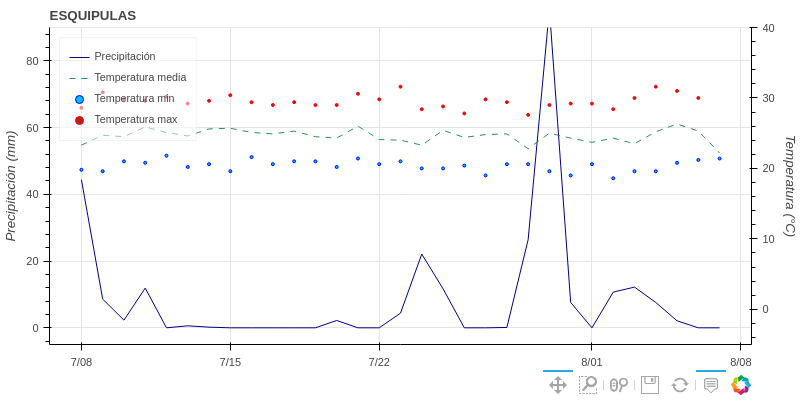 ESQUIPULAS
Precipitación
Temperatura media
Temperatura min
Temperatura max
Precipitación (mm)
80
60
40
20
0
40
30
20
10
0
Temperatura (°C)
7/08
7/15
7/22
8/01
8/08